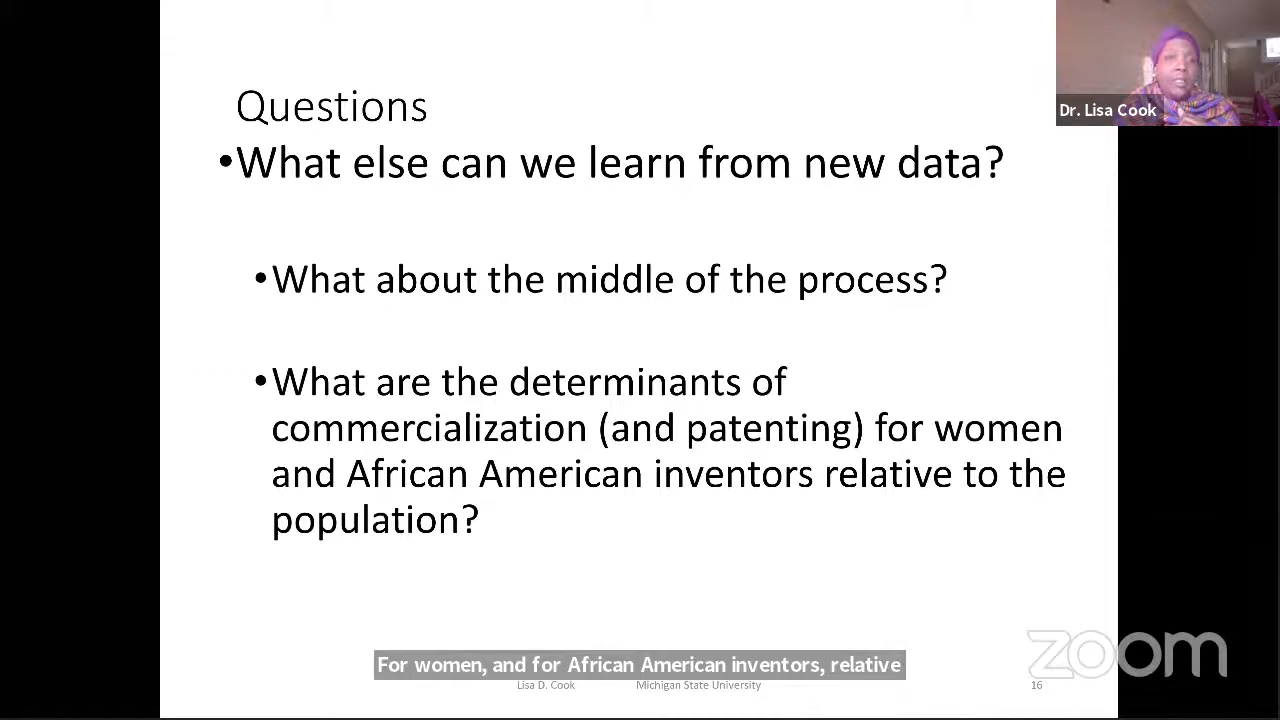 Questions
•What else can we learn from new data?
•What about the middle of the process?
•What are the determinants of
commercialization (and patenting) for women
and African American inventors relative to the
population?
Dr. Lisa Cook
For women, and for African American inventors, relative
Lisa D. Cook Michigan State University 16
zoom